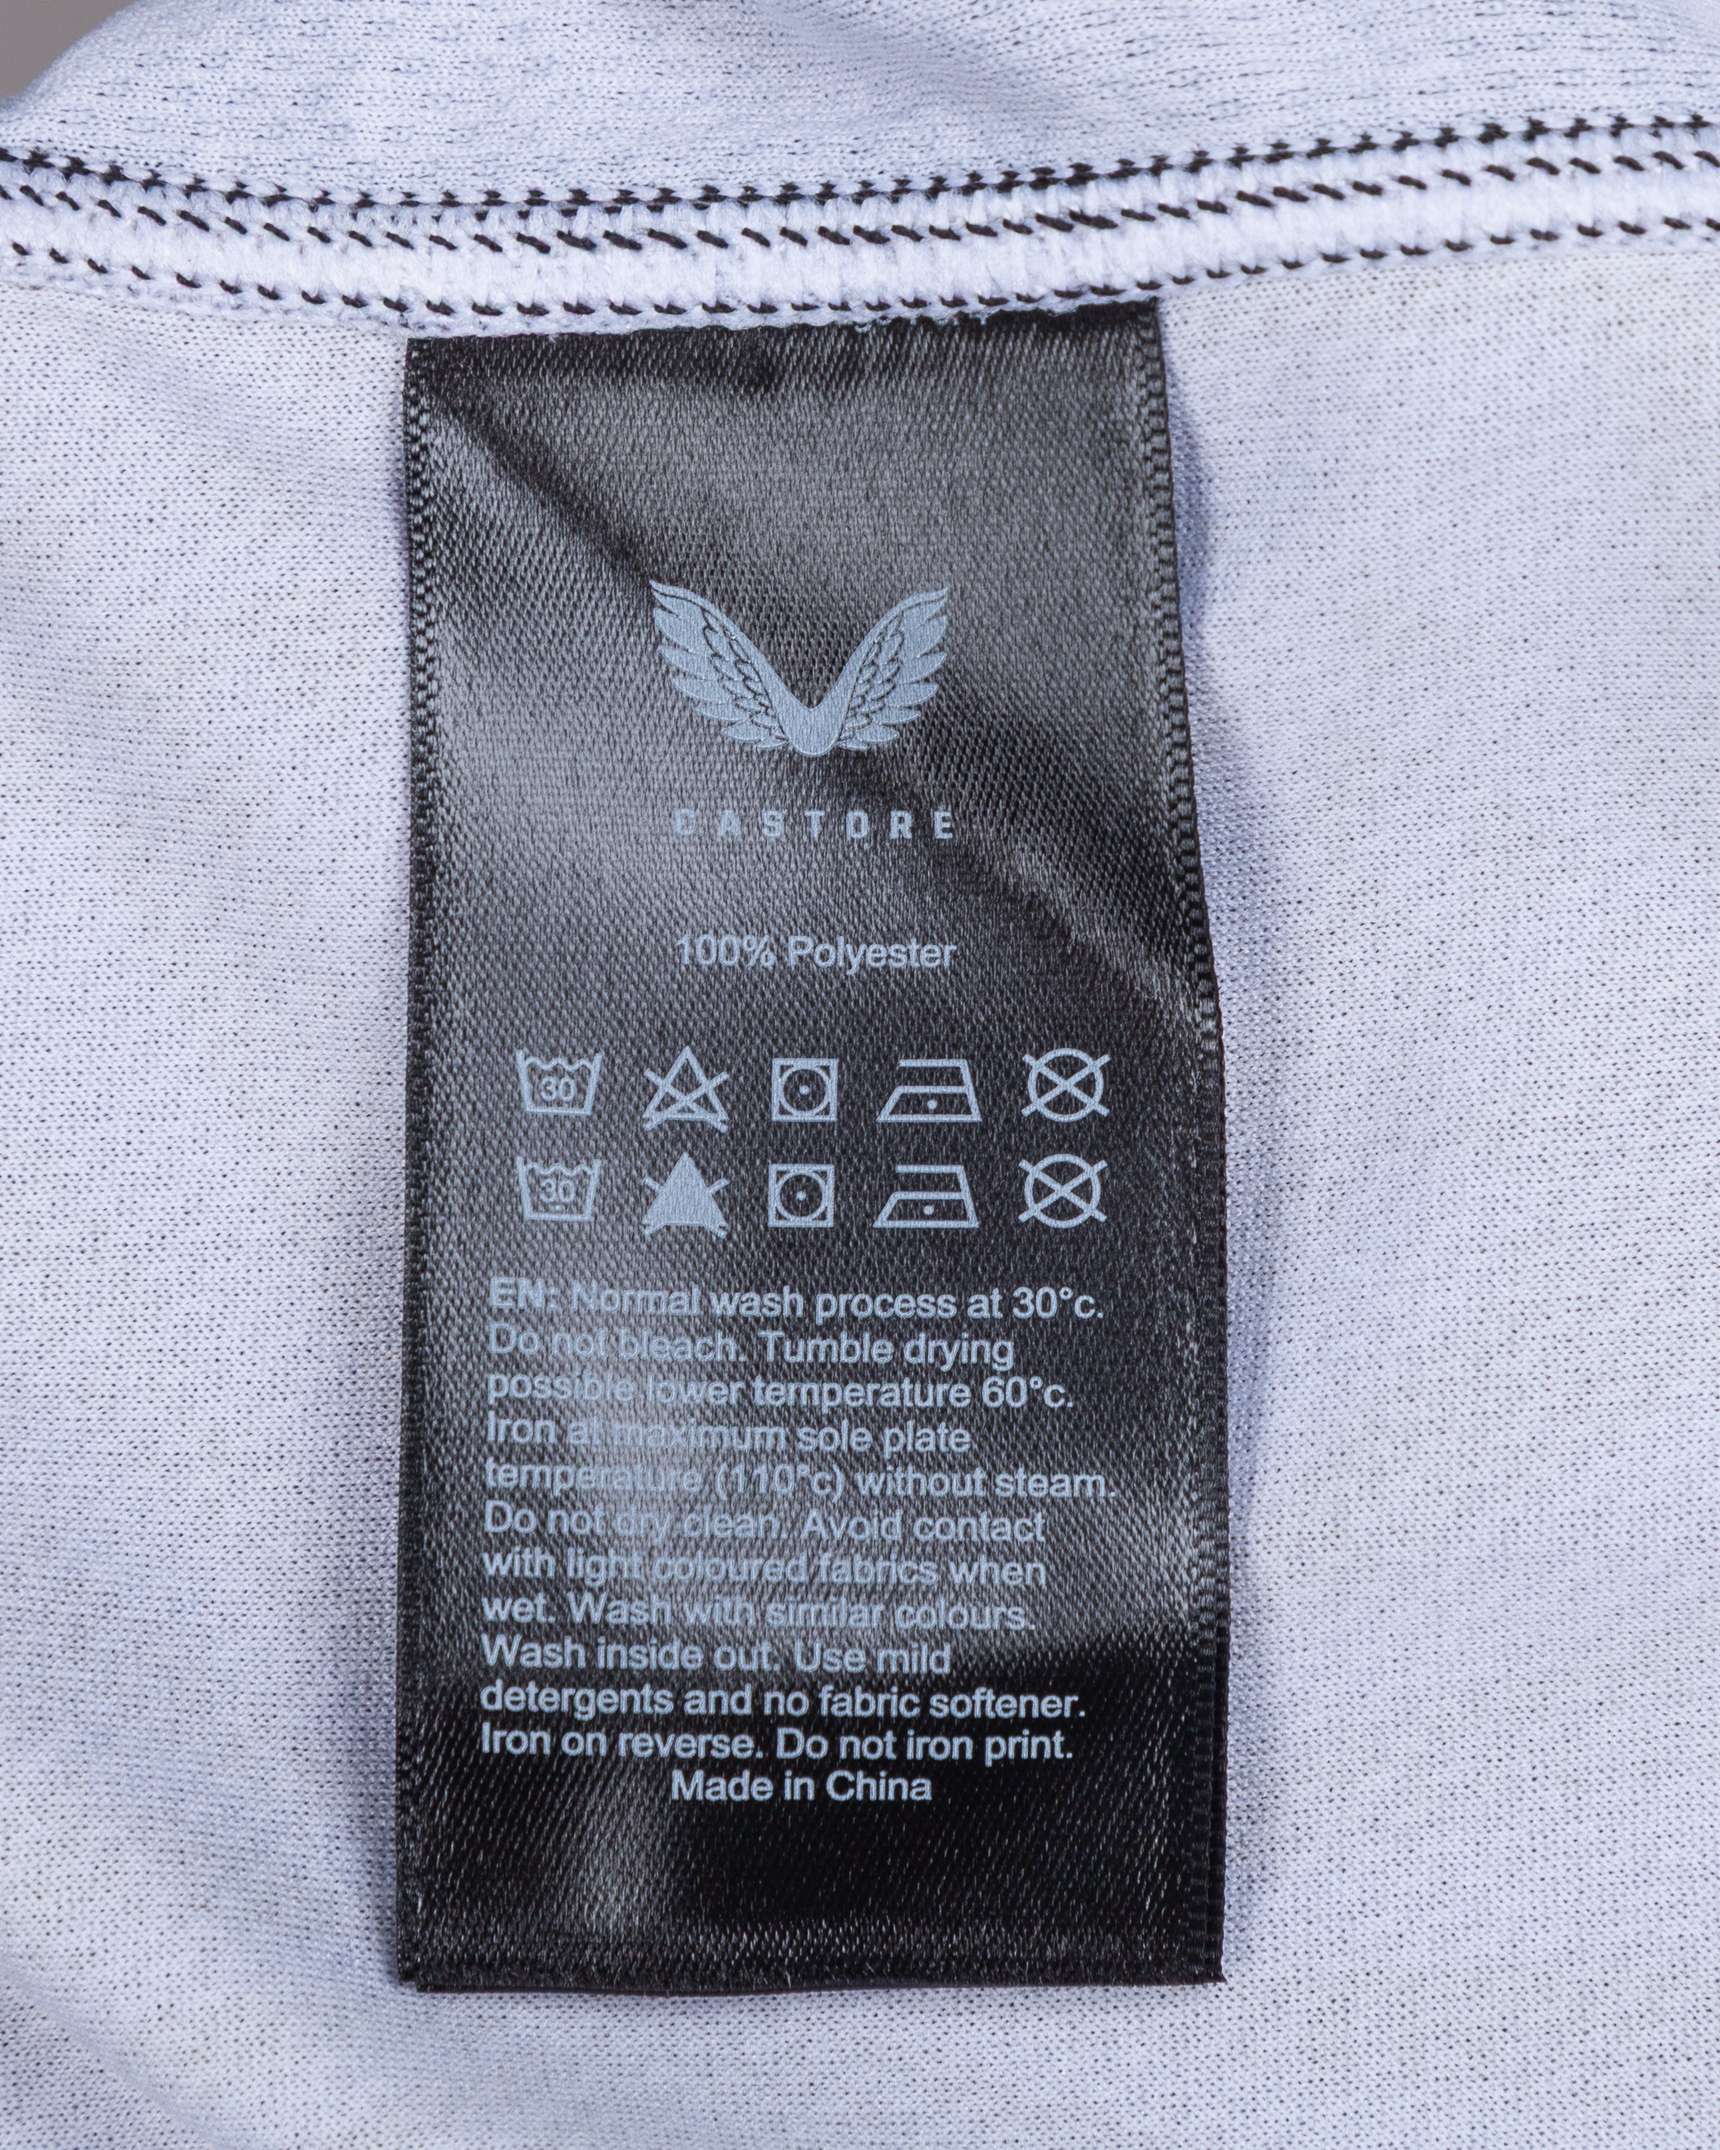 CASTORE
100% Polyester
30
30
EN: Normal wash process at 30°c.
Do not bleach. Tumble drying
possible lower temperature 60°c.
Iron at maximum sole plate
temperature (110°c) without steam.
Do not dry clean. Avoid contact
with light coloured fabrics when
wet. Wash with similar colours.
Wash inside out. Use mild
detergents and no fabric softener.
Iron on reverse. Do not iron print.
Made in China